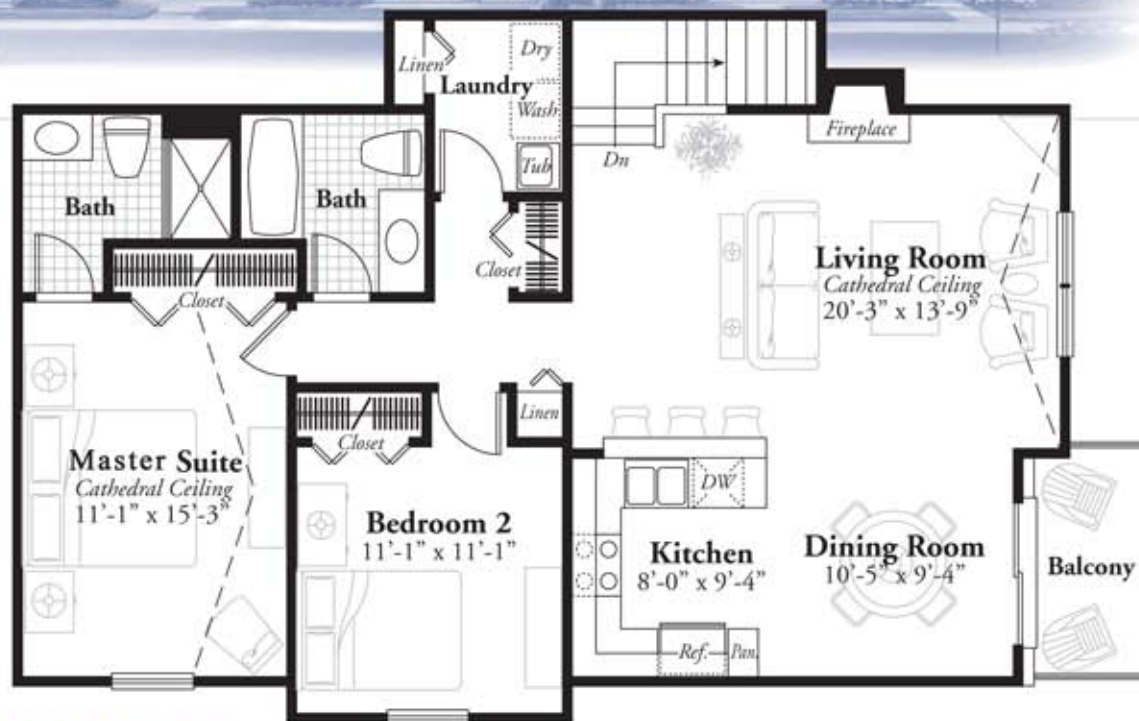 Dry
Linen
Laundry
Wash
Tub
Fireplace
Dn
Bath
Bath
Closet
Closet
Living Room
Cathedral Ceiling
20’-3” x 13’-9”
Linen
Closet
Master Suite
Cathedral Ceiling
11’-1” x 15’-3”
Bedroom 2
11’-1” x 11’-1”
DW
Kitchen
8’-0” x 9’-4”
Dining Room
10’-5” x 9’-4”
Balcony
Ref.
Pan.